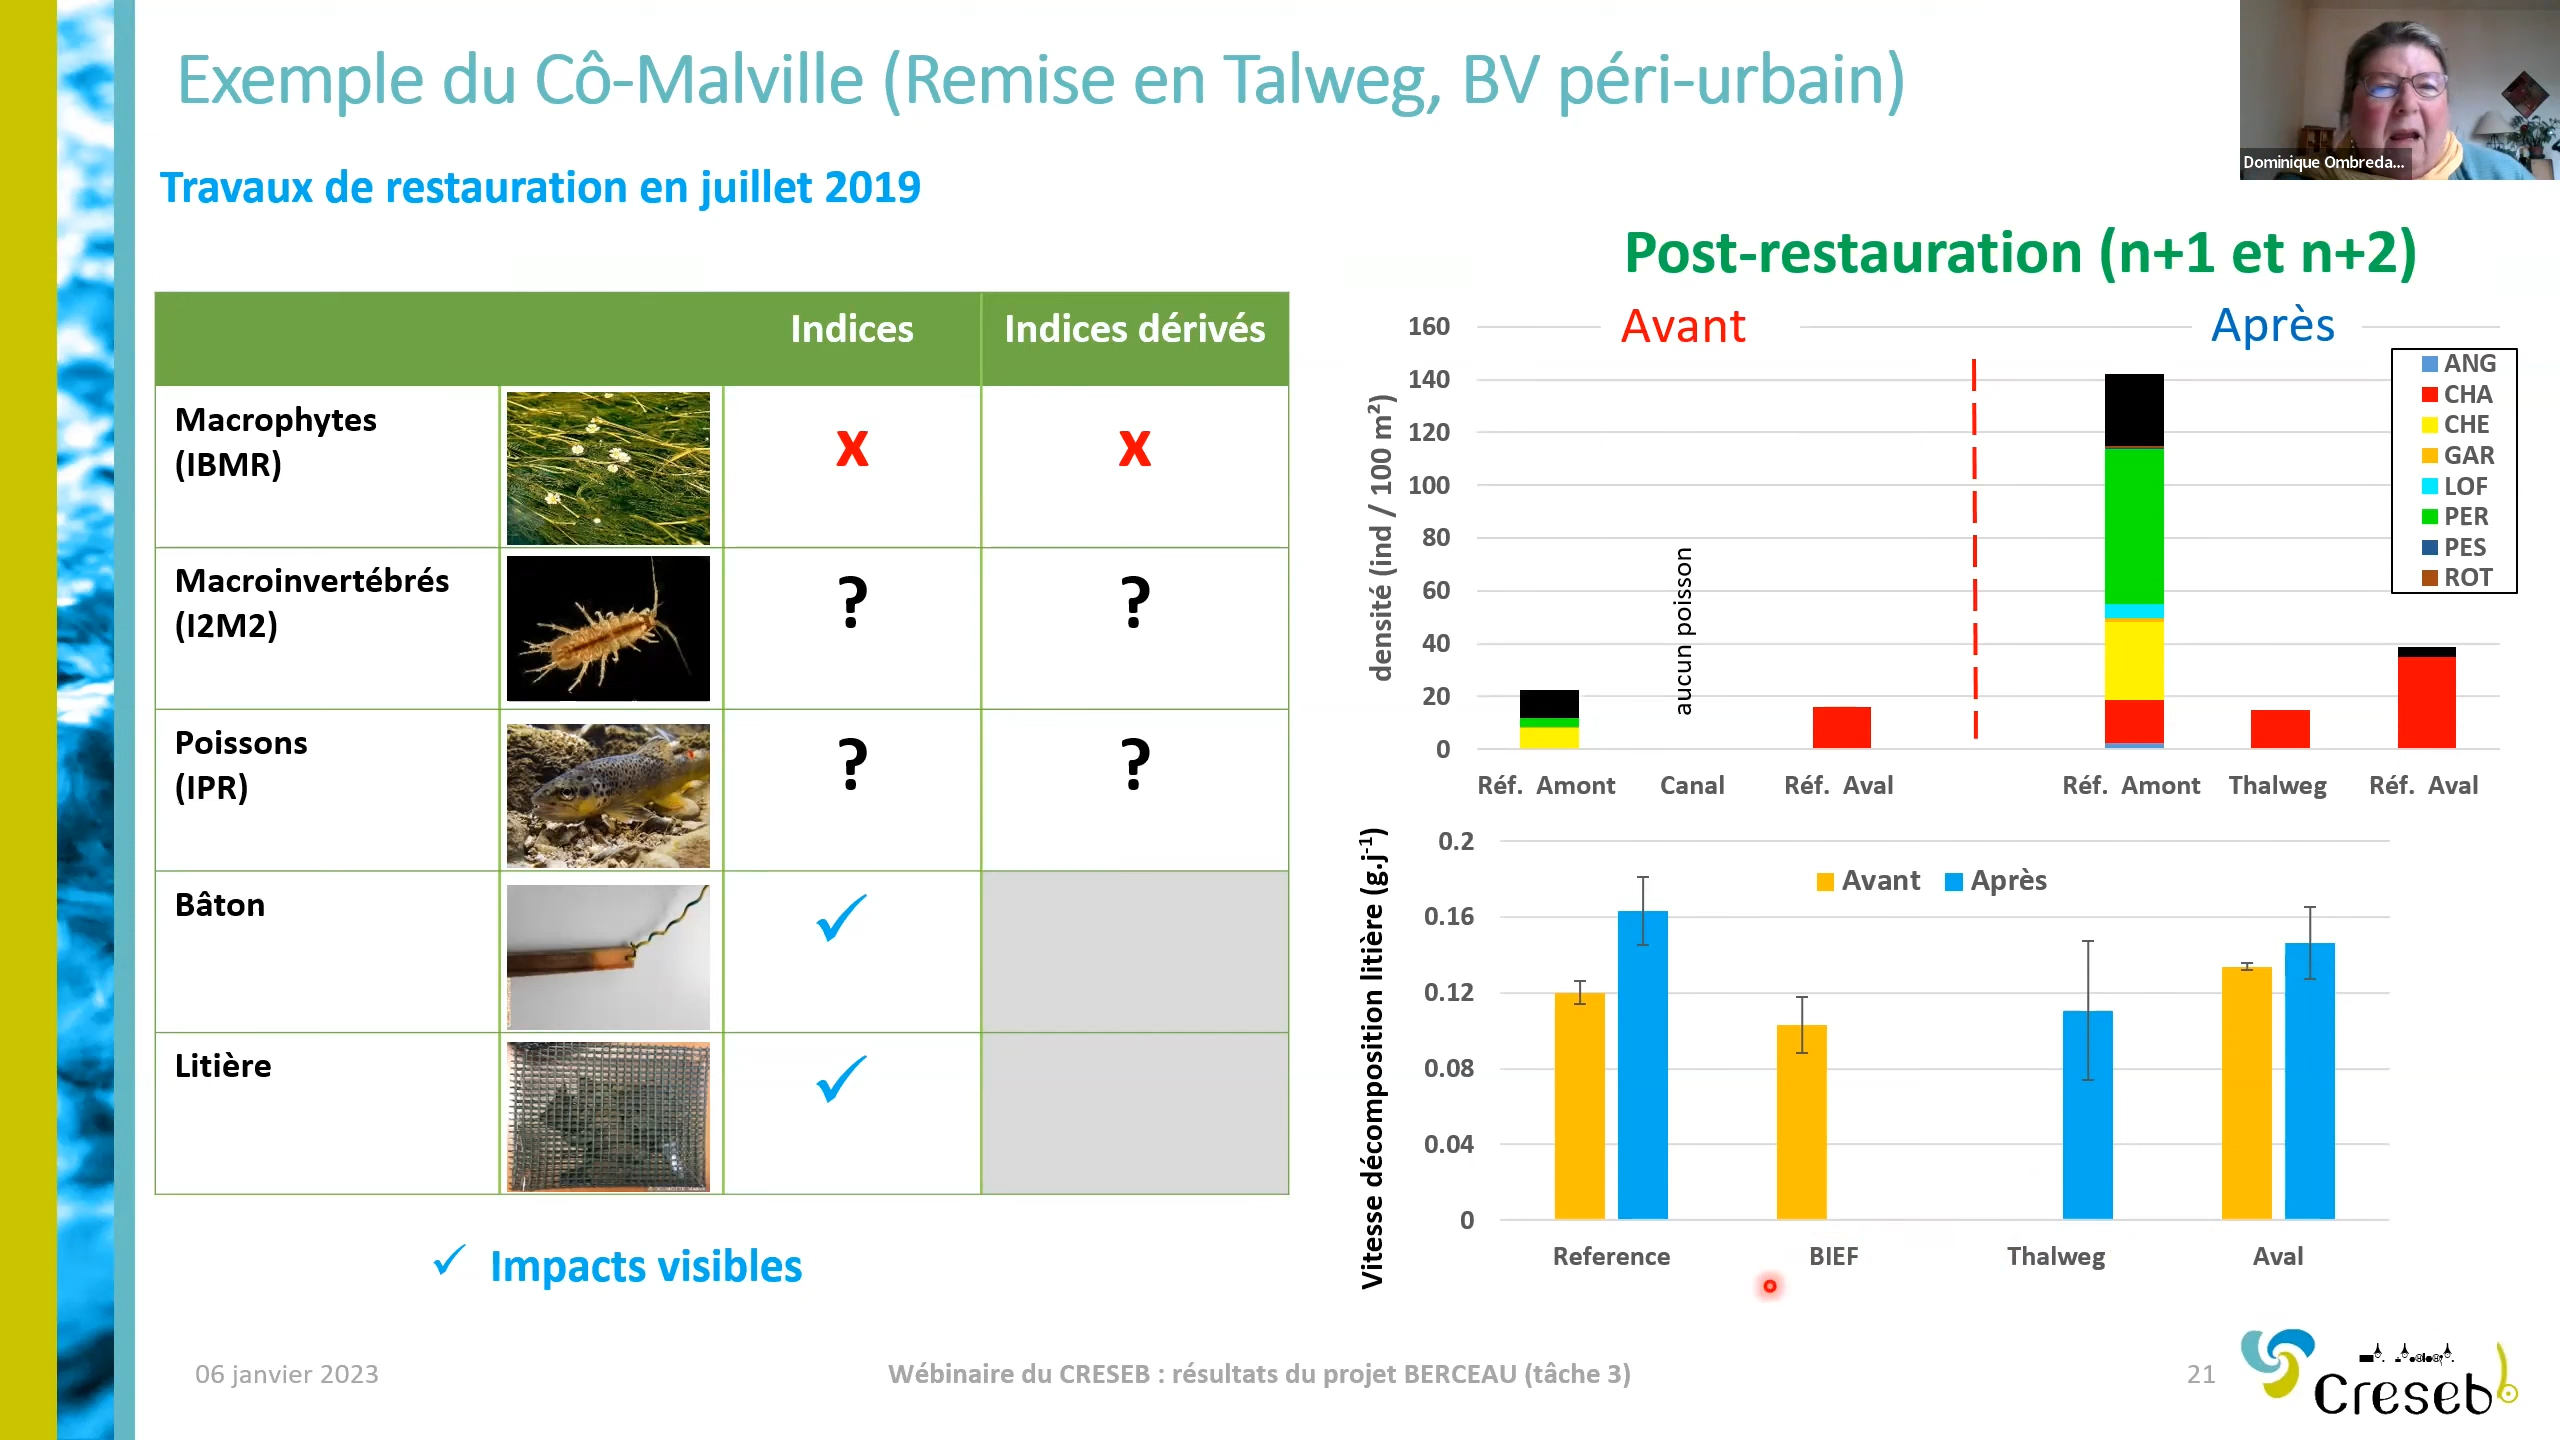 Exemple du Cô-Malville (Remise en Talweg, BV péri-urbain)
Dominique Ombreda...
Travaux de restauration en juillet 2019
Post-restauration (n+1 et n+2)
Indices
Indices dérivés
Macrophytes
(IBMR)
X
X
Macroinvertébrés
(I2M2)
?
?
Poissons
(IPR)
?
?
Bâton
✓
Litière
✓
✓ Impacts visibles
Avant
Après
densité (ind / 100 m²)
160
140
120
100
80
60
40
20
0
aucun poisson
ANG
CHA
CHE
GAR
LOF
PER
PES
ROT
Réf. Amont
Canal
Réf. Aval
Réf. Amont
Thalweg
Réf. Aval
Vitesse décomposition litière (g.j⁻¹)
0.2
0.16
0.12
0.08
0.04
0
Avant
Après
Reference
BIEF
Thalweg
Aval
06 janvier 2023
Wébinaire du CRESEB : résultats du projet BERCEAU (tâche 3)
21
Creseb